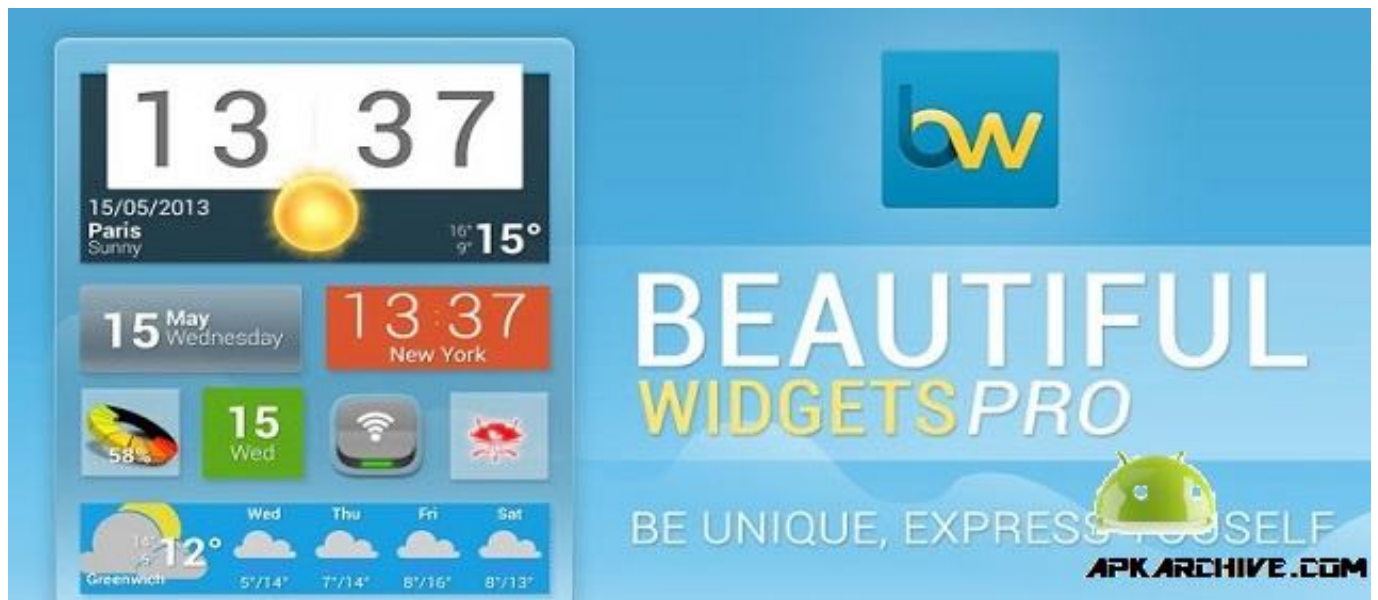 13 37
15/05/2013
Paris
Sunny
16°
9°
15°
15 May
Wednesday
13:37
New York
58%
15
Wed
Wed Thu Fri Sat
14°
12°
Greenwich
5°/14° 7°/14° 8°/16° 8°/13°
bw
BEAUTIFUL
WIDGETS PRO
BE UNIQUE, EXPRESS YOURSELF
APKARCHIVE.COM